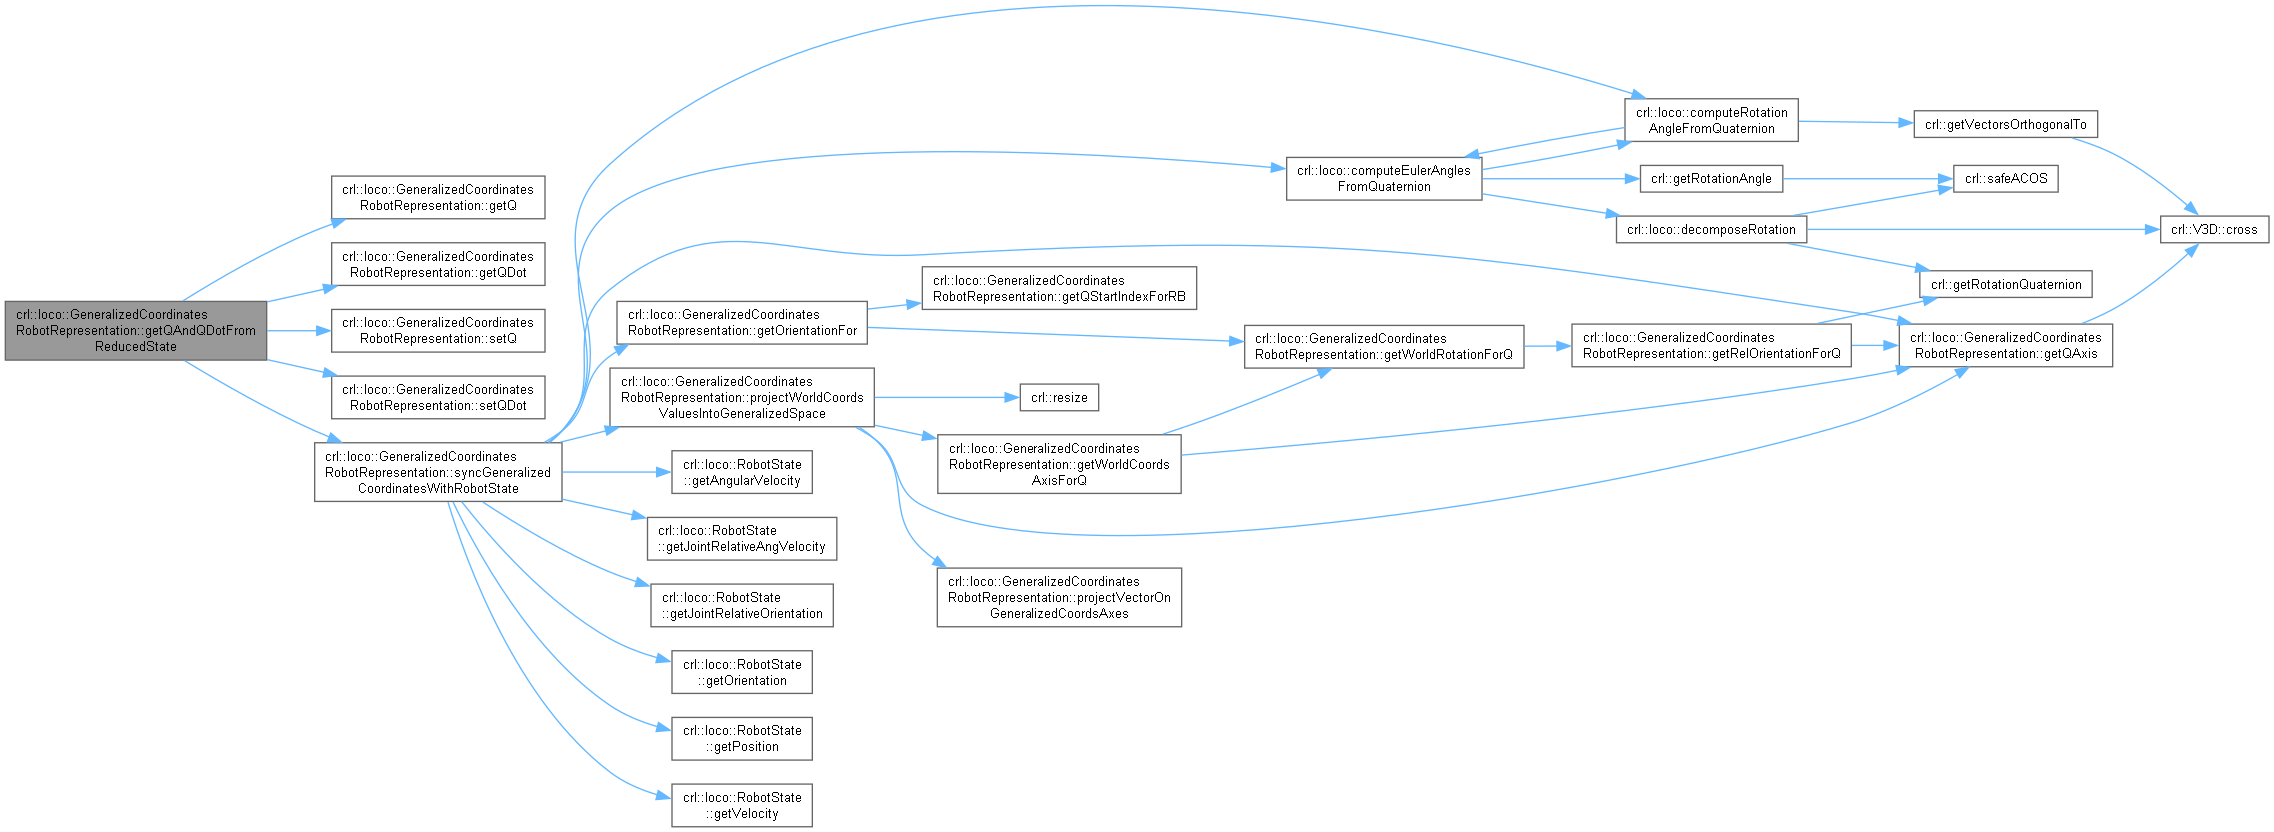 crl::loco::GeneralizedCoordinates
RobotRepresentation::getQAndQDotFrom
ReducedState
crl::loco::GeneralizedCoordinates
RobotRepresentation::getQ
crl::loco::GeneralizedCoordinates
RobotRepresentation::getQDot
crl::loco::GeneralizedCoordinates
RobotRepresentation::setQ
crl::loco::GeneralizedCoordinates
RobotRepresentation::setQDot
crl::loco::GeneralizedCoordinates
RobotRepresentation::syncGeneralized
CoordinatesWithRobotState
crl::loco::GeneralizedCoordinates
RobotRepresentation::getOrientationFor
crl::loco::GeneralizedCoordinates
RobotRepresentation::projectWorldCoords
ValuesIntoGeneralizedSpace
crl::loco::RobotState
::getAngularVelocity
crl::loco::RobotState
::getJointRelativeAngVelocity
crl::loco::RobotState
::getJointRelativeOrientation
crl::loco::RobotState
::getOrientation
crl::loco::RobotState
::getPosition
crl::loco::RobotState
::getVelocity
crl::loco::GeneralizedCoordinates
RobotRepresentation::getQStartIndexForRB
crl::resize
crl::loco::GeneralizedCoordinates
RobotRepresentation::getWorldCoords
AxisForQ
crl::loco::GeneralizedCoordinates
RobotRepresentation::projectVectorOn
GeneralizedCoordsAxes
crl::loco::computeEulerAngles
FromQuaternion
crl::loco::GeneralizedCoordinates
RobotRepresentation::getWorldRotationForQ
crl::loco::computeRotation
AngleFromQuaternion
crl::getRotationAngle
crl::loco::decomposeRotation
crl::loco::GeneralizedCoordinates
RobotRepresentation::getRelOrientationForQ
crl::getVectorsOrthogonalTo
crl::safeACOS
crl::getRotationQuaternion
crl::loco::GeneralizedCoordinates
RobotRepresentation::getQAxis
crl::V3D::cross